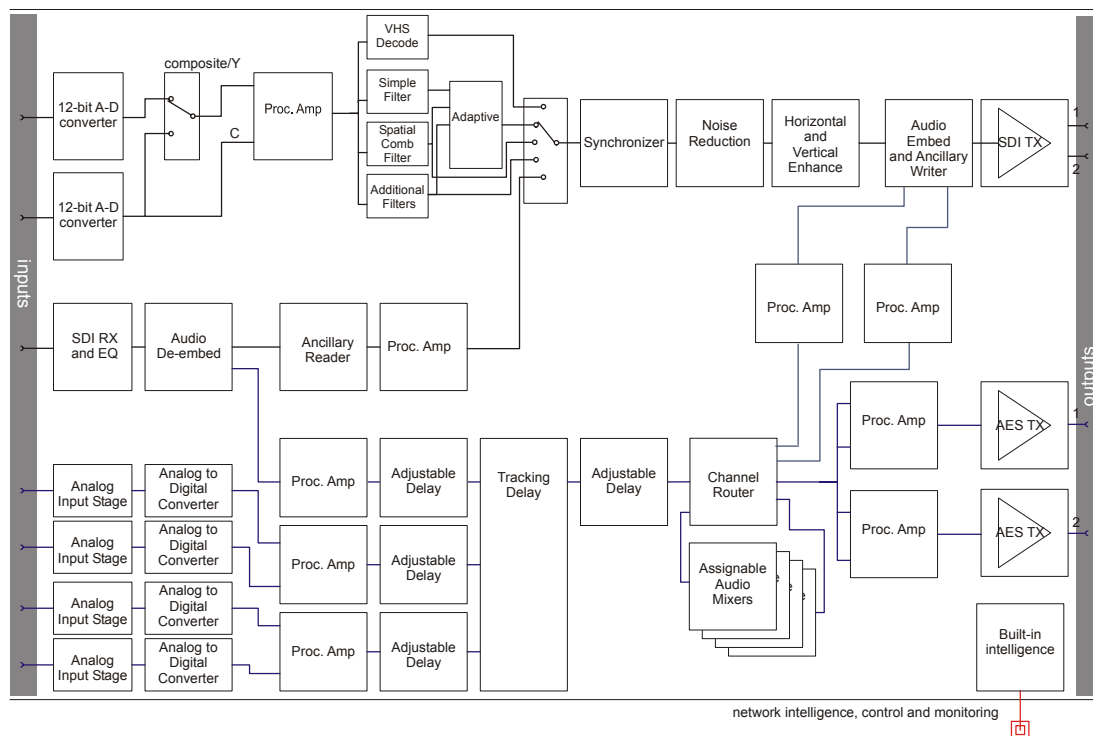 VHS
Decode
composite/Y
12-bit A-D
converter
Proc. Amp
C
Simple
Filter
Spatial
Comb
Filter
Adaptive
Additional
Filters
12-bit A-D
converter
Synchronizer
Noise
Reduction
Horizontal
and
Vertical
Enhance
Audio
Embed
and Ancillary
Writer
SDI TX
1
2
inputs
outputs
SDI RX
and EQ
Audio
De-embed
Ancillary
Reader
Proc. Amp
Proc. Amp
Proc. Amp
Analog
Input Stage
Analog to
Digital
Converter
Analog
Input Stage
Analog to
Digital
Converter
Analog
Input Stage
Analog to
Digital
Converter
Analog
Input Stage
Analog to
Digital
Converter
Proc. Amp
Adjustable
Delay
Proc. Amp
Adjustable
Delay
Proc. Amp
Adjustable
Delay
Tracking
Delay
Adjustable
Delay
Channel
Router
Assignable
Audio
Mixers
e
e
e
Proc. Amp
AES TX
1
Proc. Amp
AES TX
2
Built-in
intelligence
network intelligence, control and monitoring